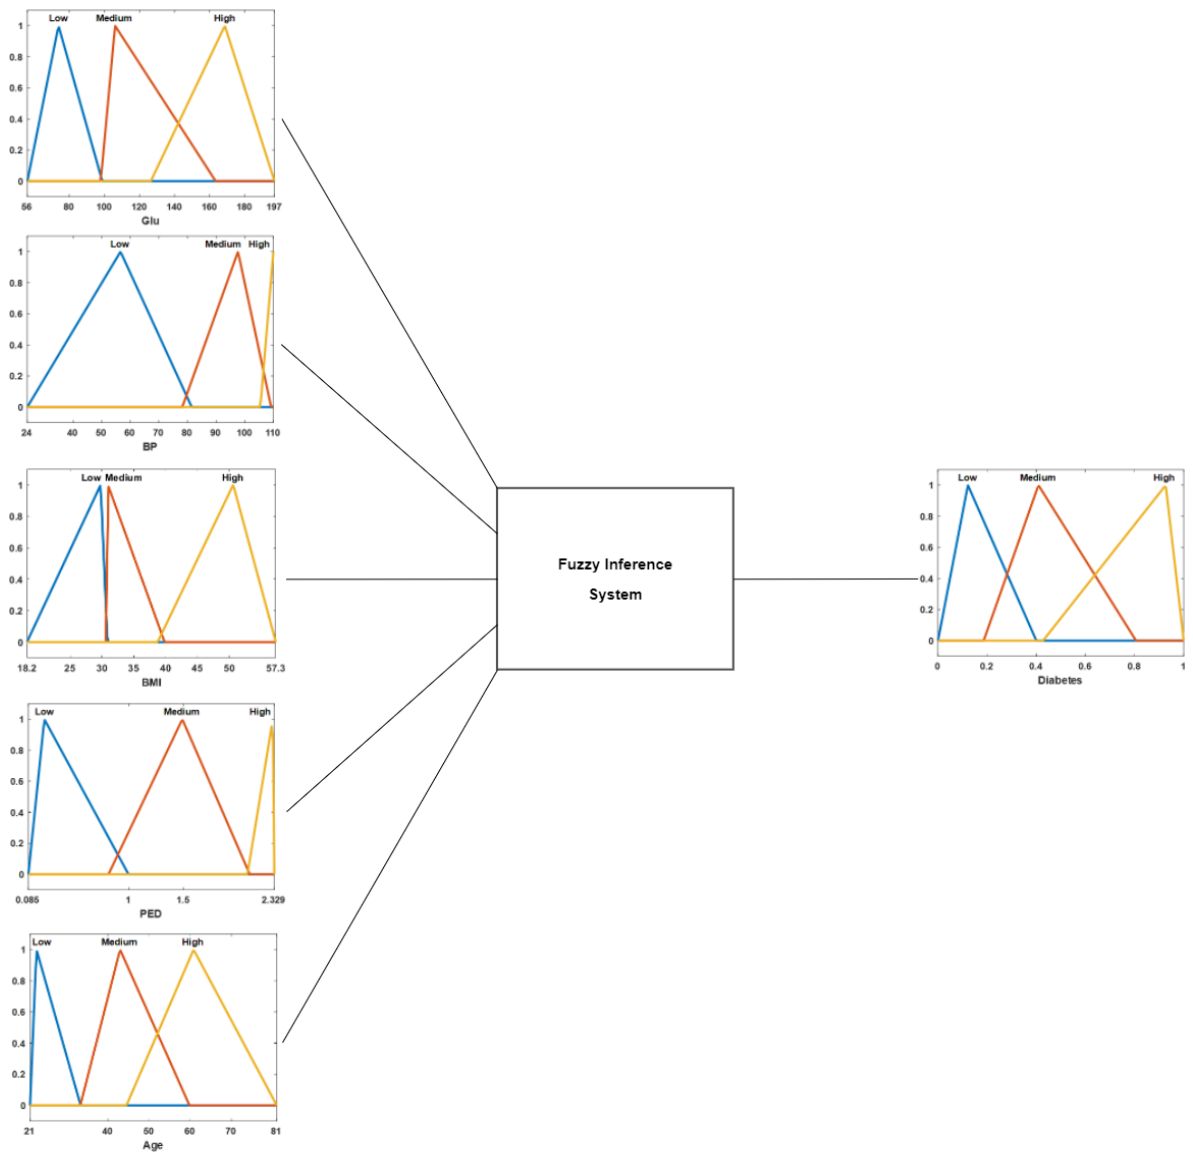 Low Medium High
1
0.8
0.6
0.4
0.2
0
56 80 100 120 140 160 180 197
Glu
Low Medium High
1
0.8
0.6
0.4
0.2
0
24 40 50 60 70 80 90 100 110
BP
Low Medium High
1
0.8
0.6
0.4
0.2
0
18.2 25 30 35 40 45 50 57.3
BMI
Low Medium High
1
0.8
0.6
0.4
0.2
0
0.085 1 1.5 2.329
PED
Low Medium High
1
0.8
0.6
0.4
0.2
0
21 40 50 60 70 81
Age
Fuzzy Inference
System
Low Medium High
1
0.8
0.6
0.4
0.2
0
0 0.2 0.4 0.6 0.8 1
Diabetes